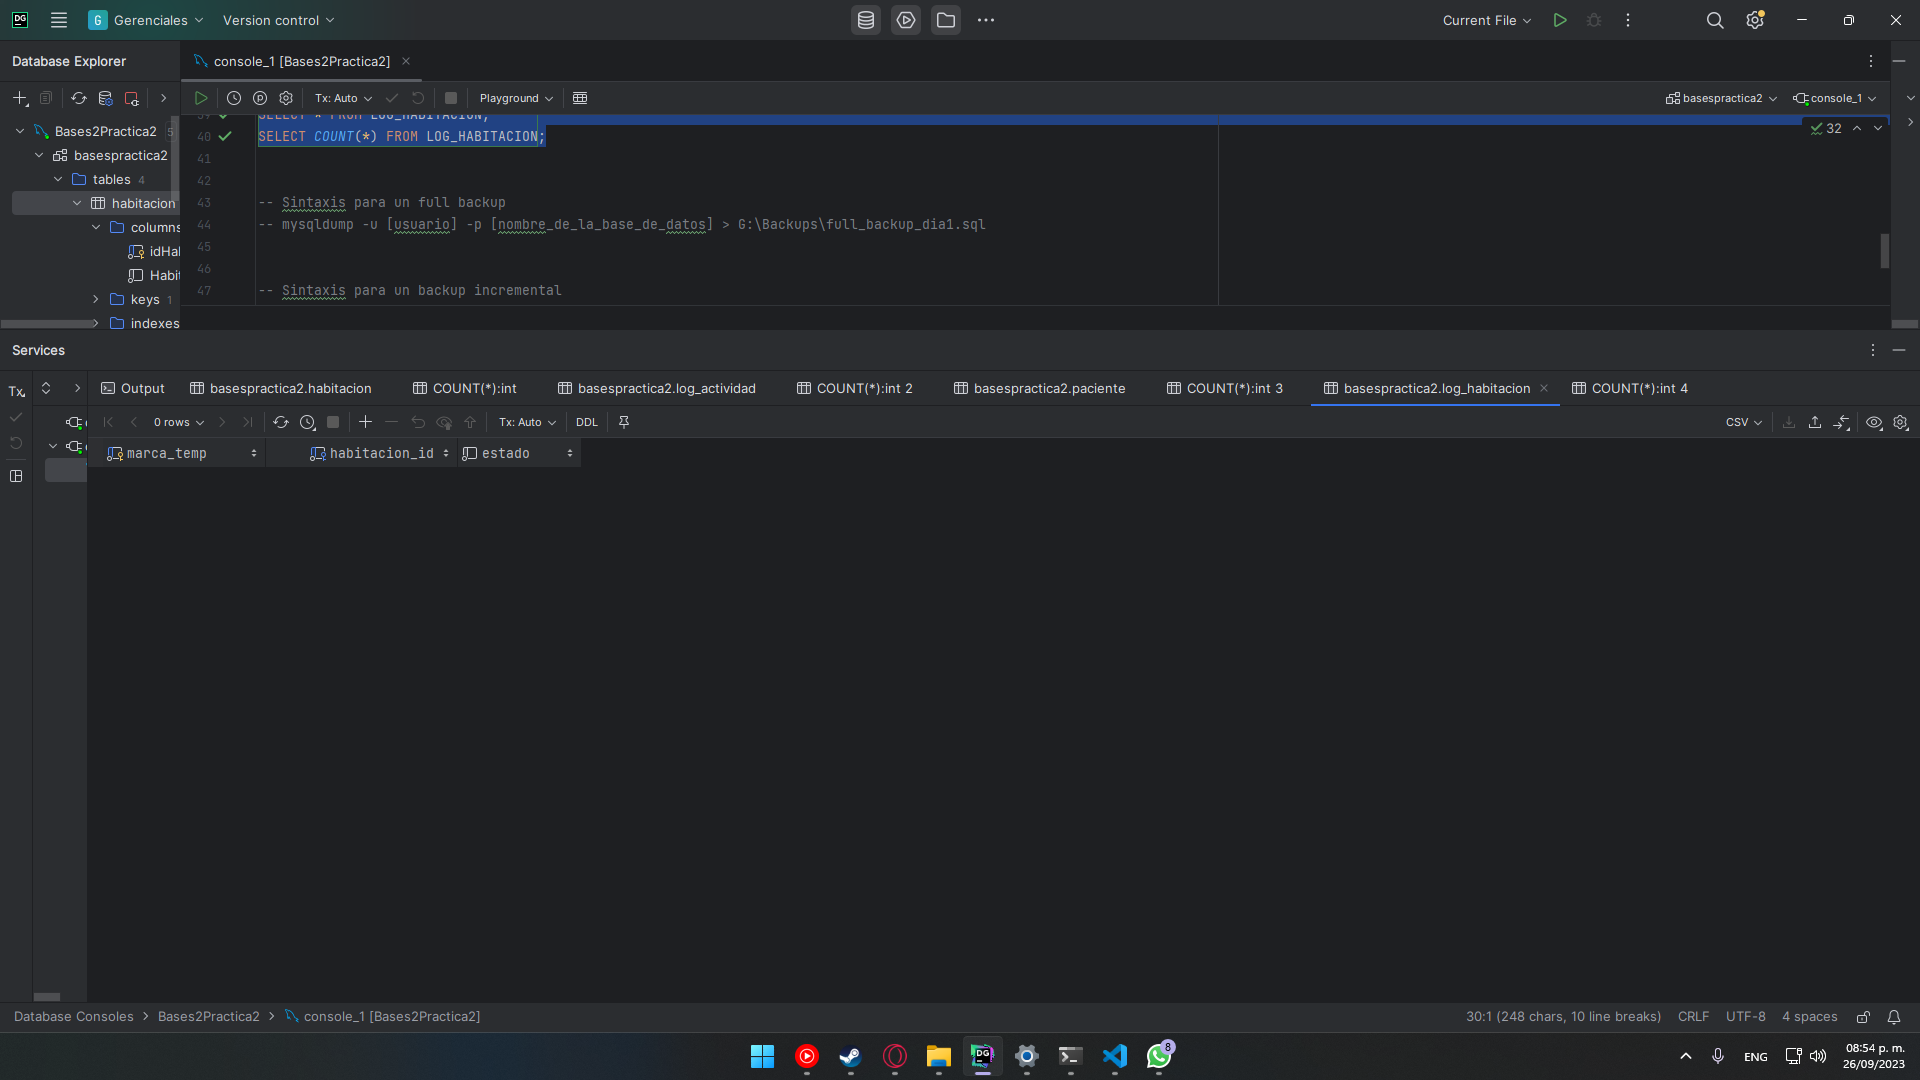 DG
G Gerenciales
Version control
Current File
Database Explorer
console_1 [Bases2Practica2]
Tx: Auto
Playground
basespractica2
console_1
Bases2Practica2 5
basespractica2
tables 4
habitacion
columns
idHal
Habit
keys 1
indexes
39 SELECT * FROM LOG_HABITACION;
40 SELECT COUNT(*) FROM LOG_HABITACION;
32
41
42
43 -- Sintaxis para un full backup
44 -- mysqldump -u [usuario] -p [nombre_de_la_base_de_datos] > G:\Backups\full_backup_dia1.sql
45
46
47 -- Sintaxis para un backup incremental
Services
Tx
Output
basespractica2.habitacion
COUNT(*):int
basespractica2.log_actividad
COUNT(*):int 2
basespractica2.paciente
COUNT(*):int 3
basespractica2.log_habitacion
COUNT(*):int 4
0 rows
Tx: Auto
DDL
CSV
marca_temp
habitacion_id
estado
Database Consoles > Bases2Practica2 > console_1 [Bases2Practica2]
30:1 (248 chars, 10 line breaks)
CRLF
UTF-8
4 spaces
DG
8
ENG
08:54 p. m.
26/09/2023